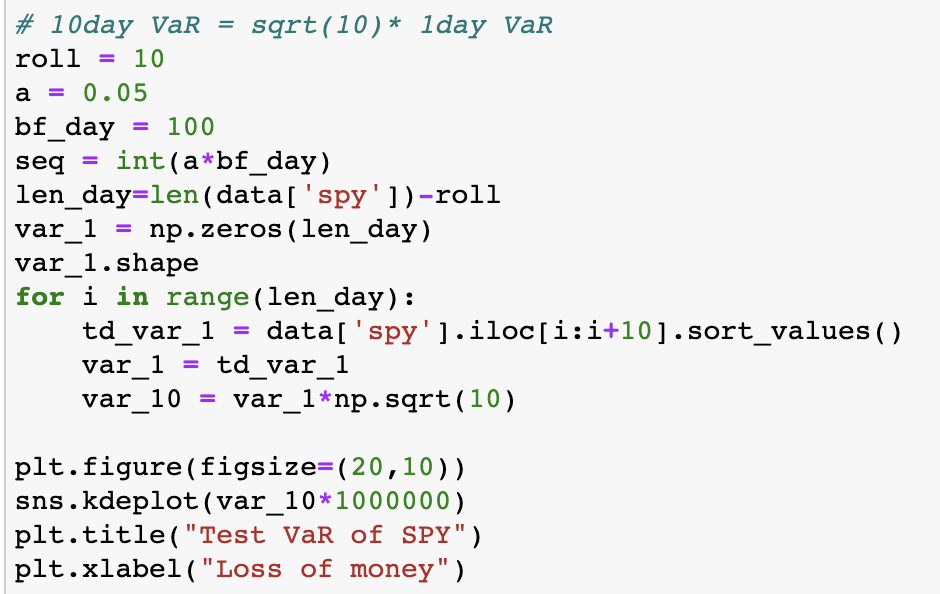 # 10day VaR = sqrt(10)* 1day VaR
roll = 10
a = 0.05
bf_day = 100
seq = int(a*bf_day)
len_day=len(data['spy'])-roll
var_1 = np.zeros(len_day)
var_1.shape
for i in range(len_day):
    td_var_1 = data['spy'].iloc[i:i+10].sort_values()
    var_1 = td_var_1
    var_10 = var_1*np.sqrt(10)

plt.figure(figsize=(20,10))
sns.kdeplot(var_10*1000000)
plt.title("Test VaR of SPY")
plt.xlabel("Loss of money")